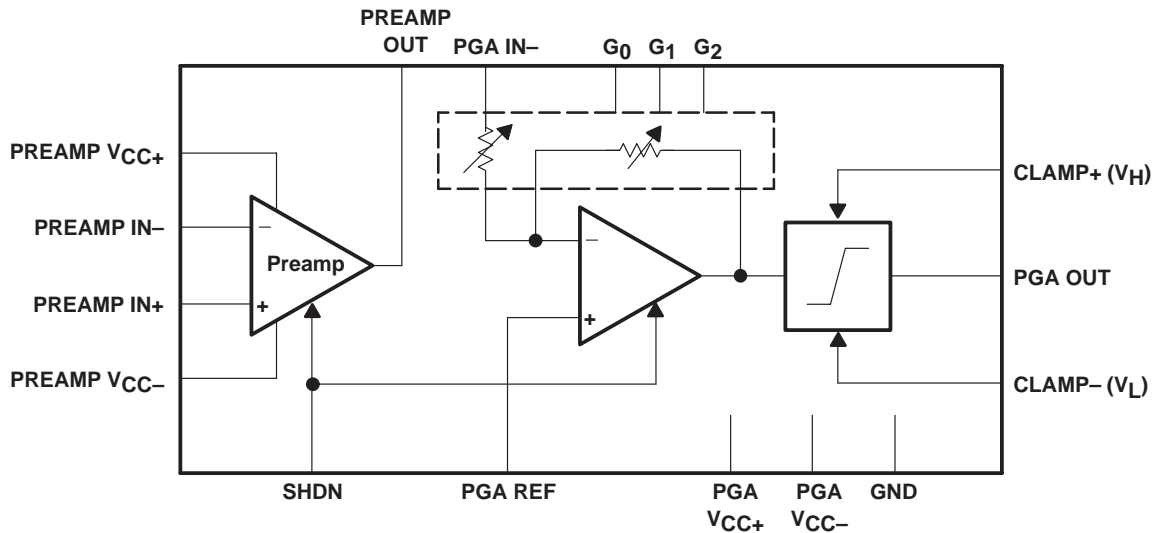 PREAMP
OUT
PGA IN–
G0
G1
G2
PREAMP VCC+
CLAMP+ (VH)
PREAMP IN–
–
Preamp
–
PGA OUT
PREAMP IN+
+
+
PREAMP VCC–
CLAMP– (VL)
SHDN
PGA REF
PGA
VCC+
PGA
VCC–
GND